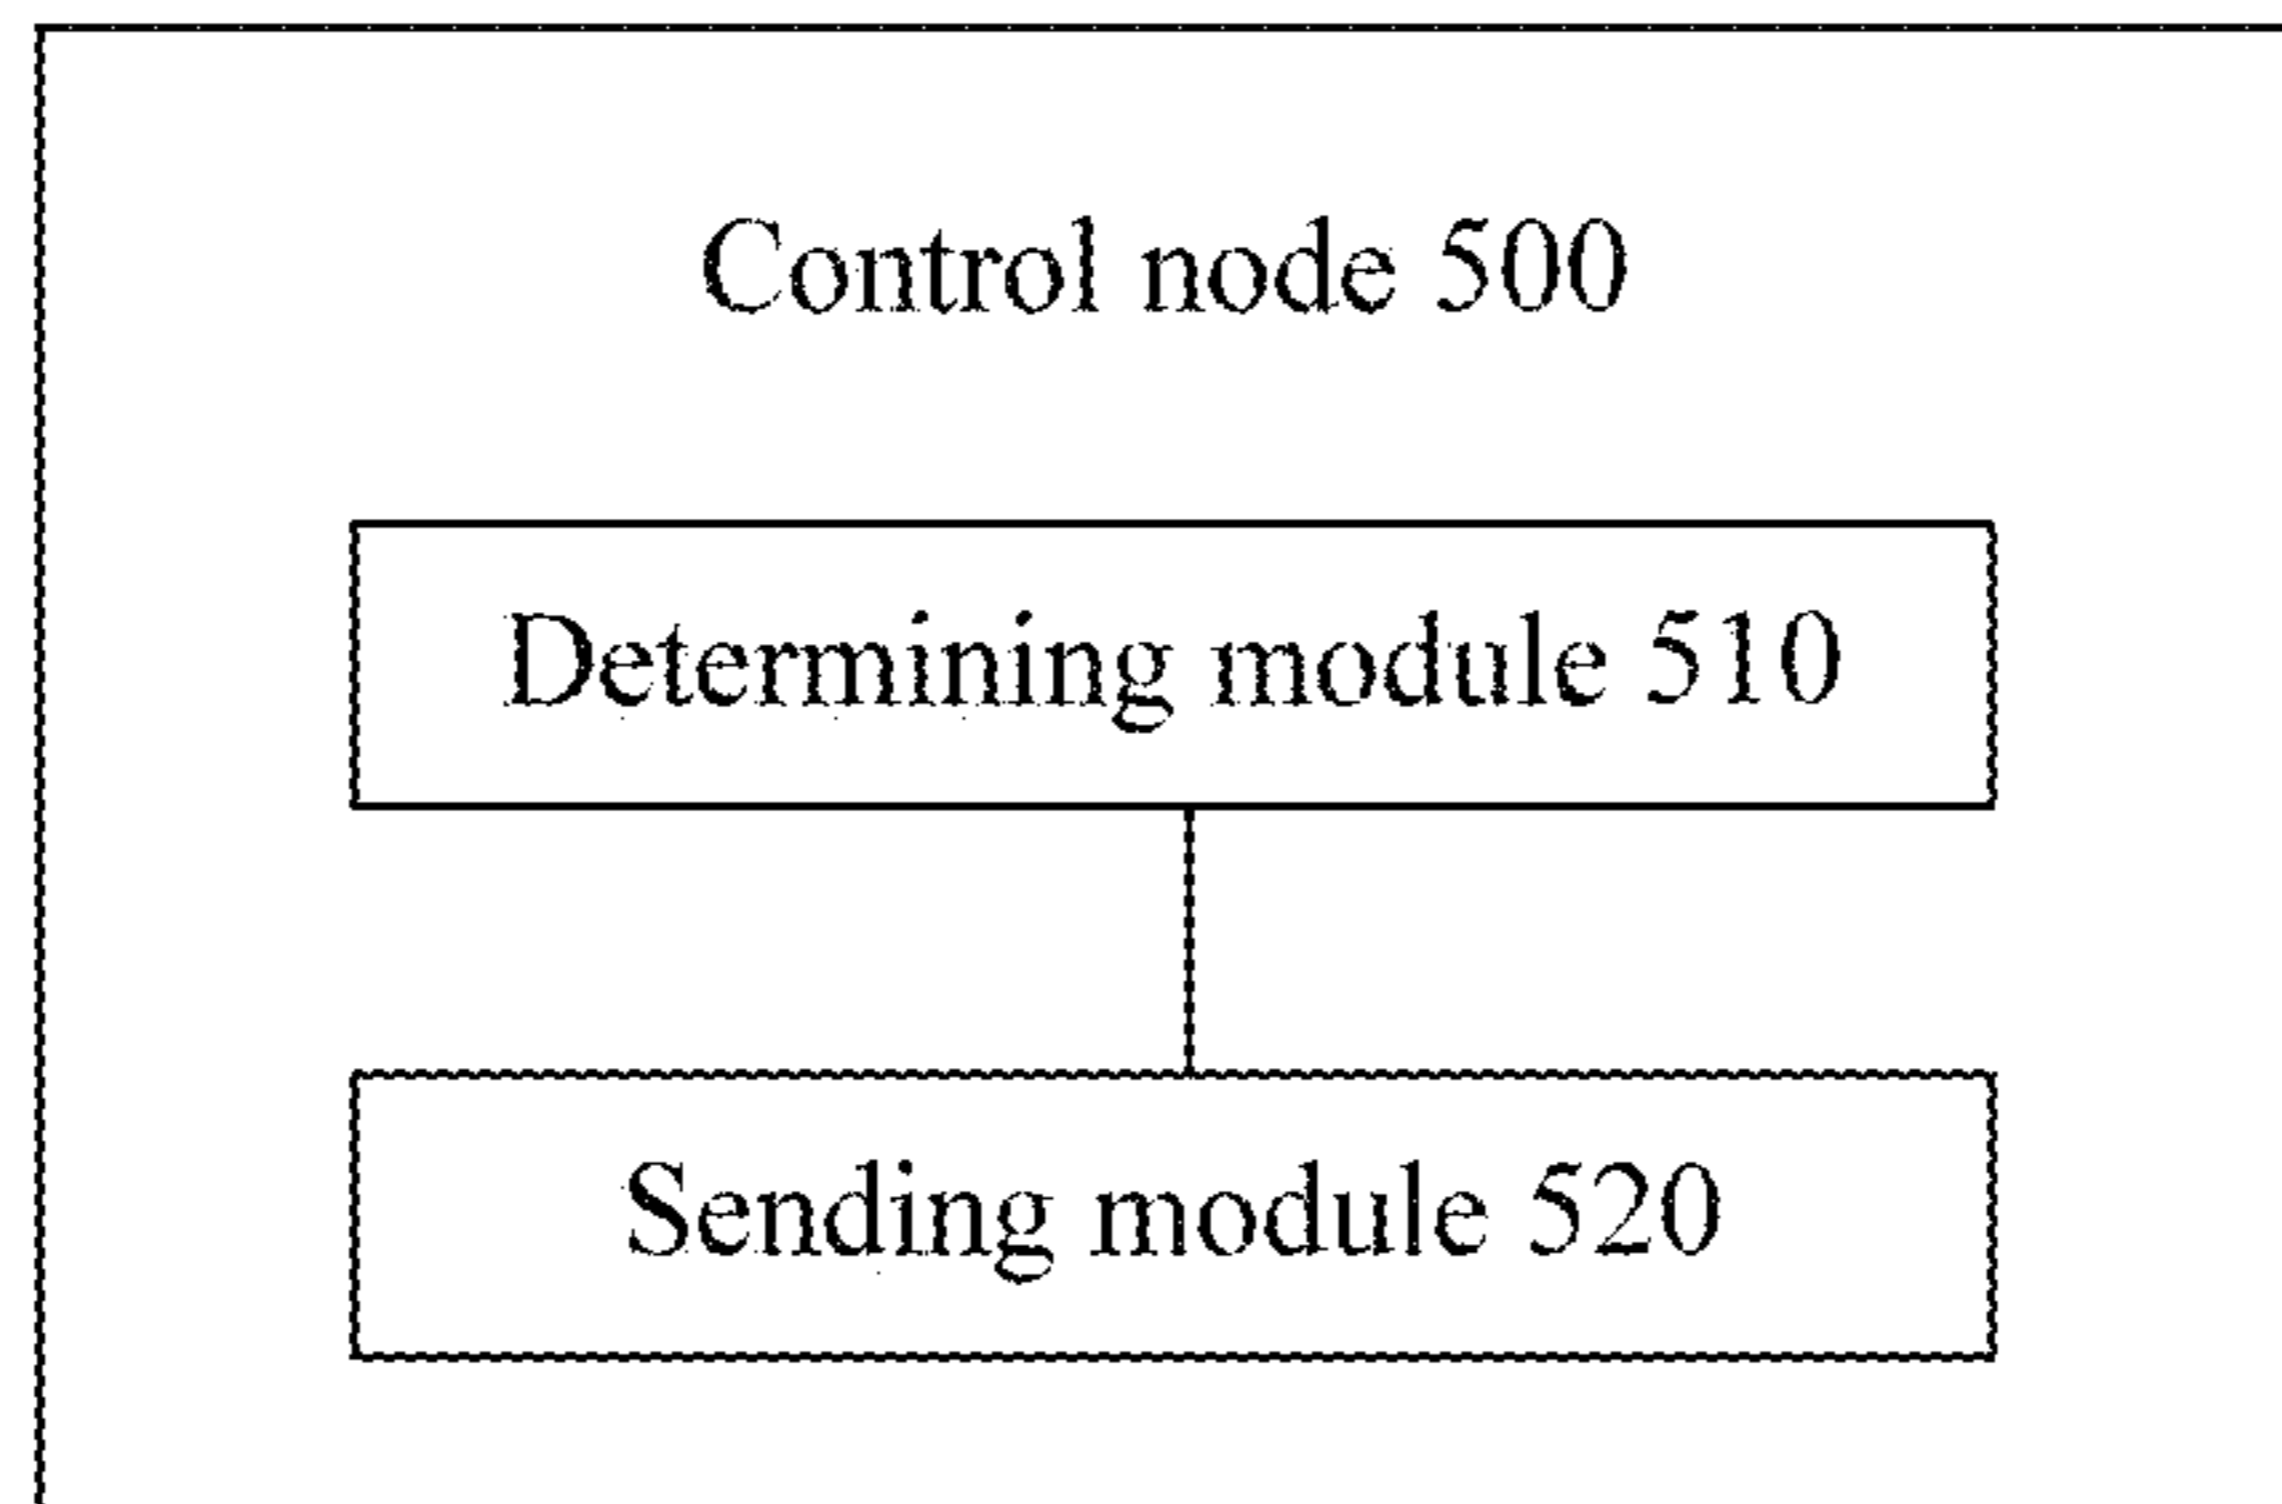 Control node 500
Determining module 510
Sending module 520